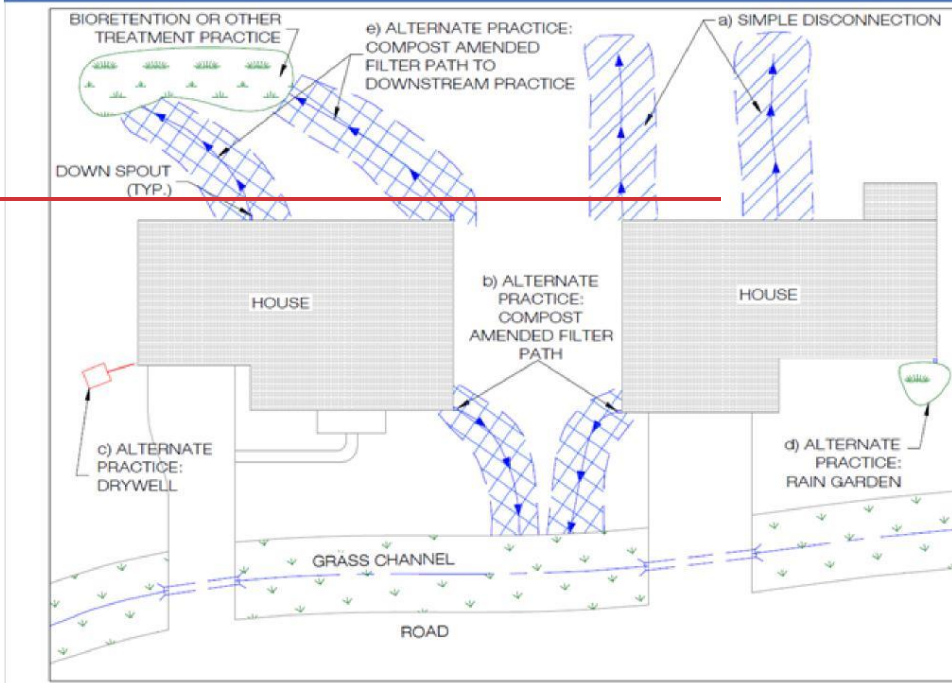 BIORETENTION OR OTHER
TREATMENT PRACTICE
e) ALTERNATE PRACTICE:
COMPOST AMENDED
FILTER PATH TO
DOWNSTREAM PRACTICE
a) SIMPLE DISCONNECTION
DOWN SPOUT
(TYP.)
HOUSE
b) ALTERNATE
PRACTICE:
COMPOST
AMENDED FILTER
PATH
HOUSE
c) ALTERNATE
PRACTICE:
DRYWELL
d) ALTERNATE
PRACTICE:
RAIN GARDEN
GRASS CHANNEL
ROAD